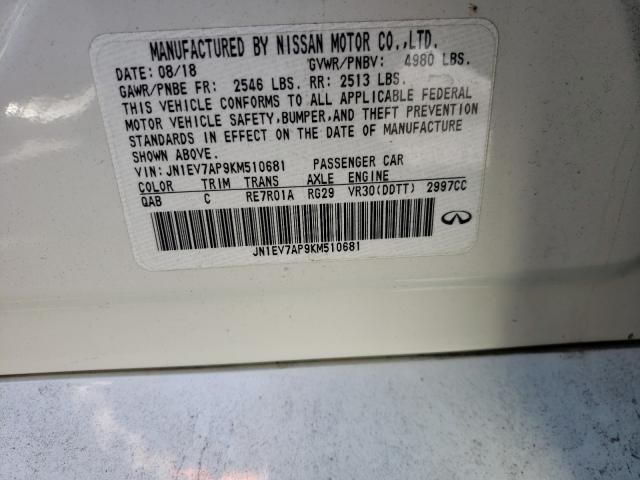 MANUFACTURED BY NISSAN MOTOR CO.,LTD.
DATE: 08/18 GVWR/PNBV: 4980 LBS.
GAWR/PNBE FR: 2546 LBS. RR: 2513 LBS.
THIS VEHICLE CONFORMS TO ALL APPLICABLE FEDERAL
MOTOR VEHICLE SAFETY,BUMPER,AND THEFT PREVENTION
STANDARDS IN EFFECT ON THE DATE OF MANUFACTURE
SHOWN ABOVE.
VIN: JN1EV7AP9KM510681 PASSENGER CAR
COLOR TRIM TRANS AXLE ENGINE
QAB C RE7R01A RG29 VR30(DDTT) 2997CC
JN1EV7AP9KM510681
INFINITI